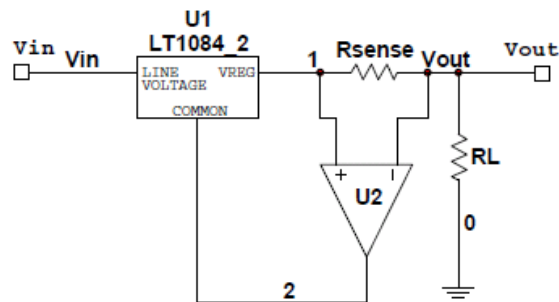 U1
LT1084_2
Vin
Vin
LINE VOLTAGE
VREG
COMMON
1
Rsense
Vout
Vout
+
−
U2
RL
0
2